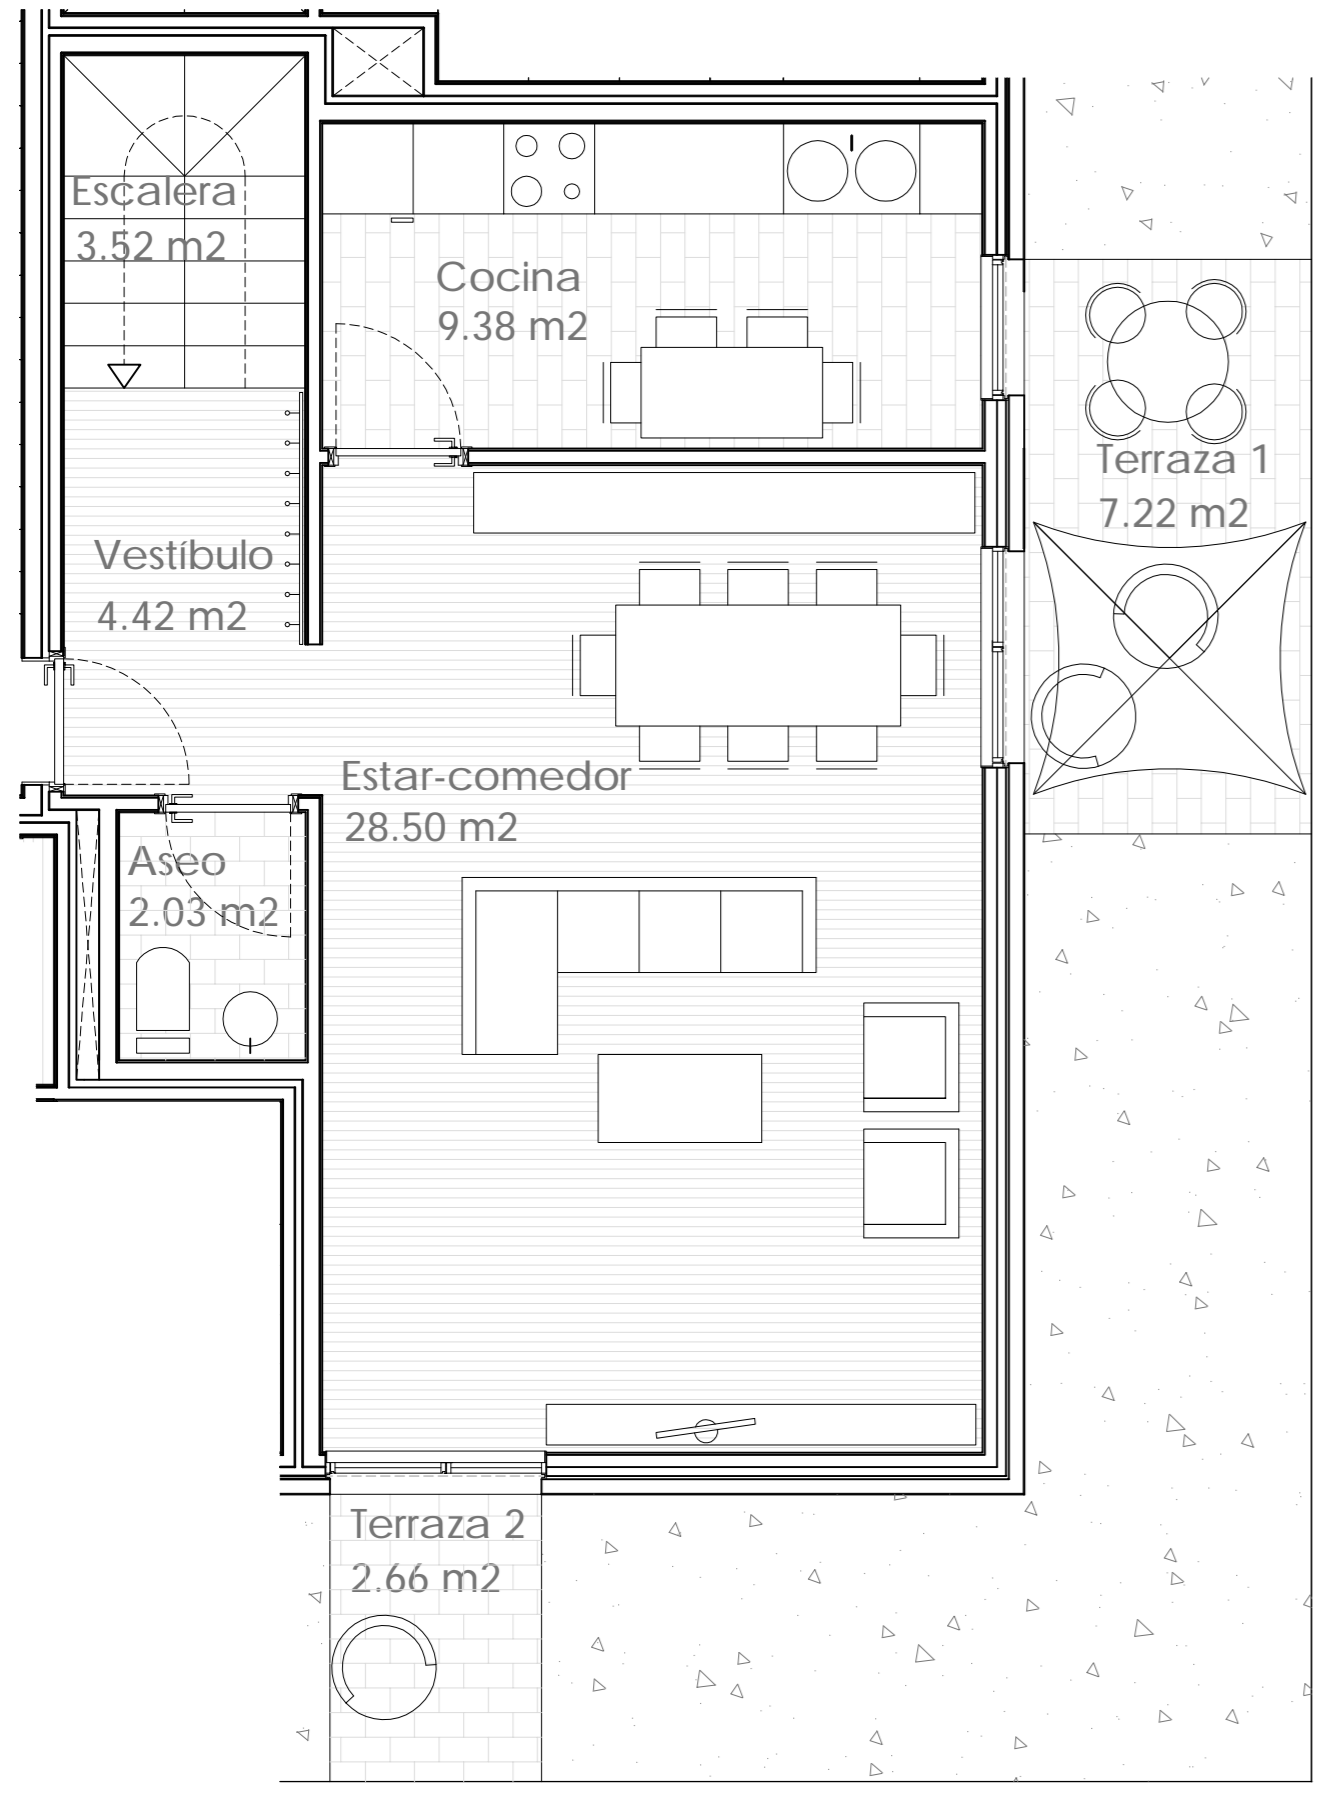 Escalera
3.52 m2
Cocina
9.38 m2
Terraza 1
7.22 m2
Vestíbulo
4.42 m2
Estar-comedor
28.50 m2
Aseo
2.03 m2
Terraza 2
2.66 m2